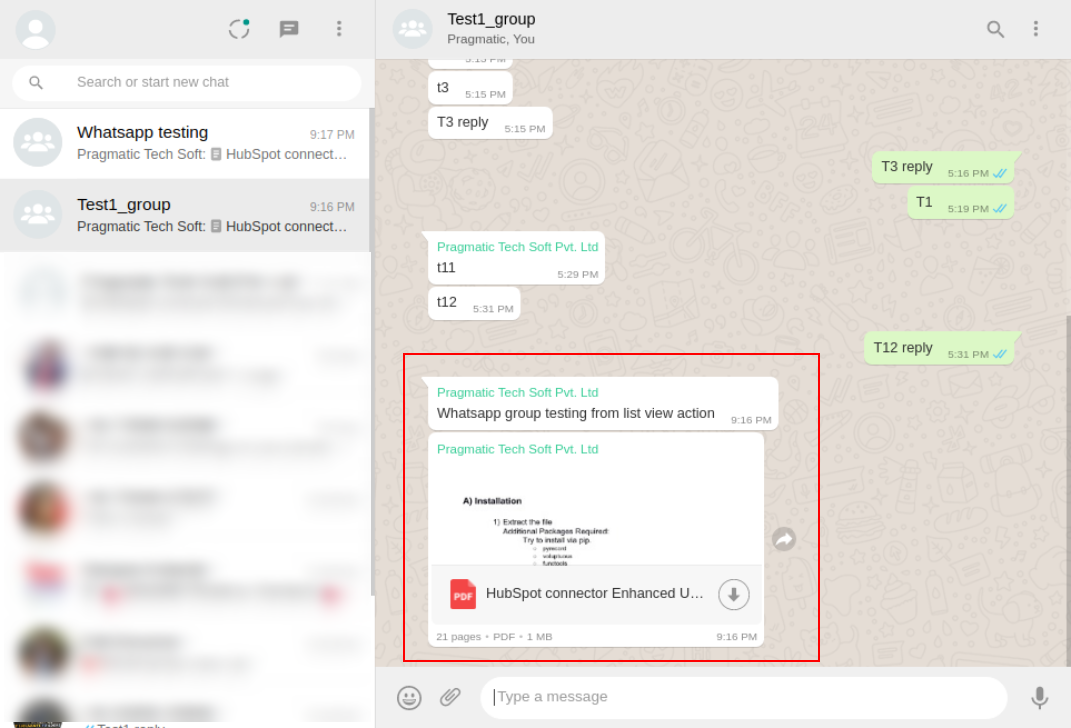 Search or start new chat
Whatsapp testing
9:17 PM
Pragmatic Tech Soft: HubSpot connect…
Test1_group
9:16 PM
Pragmatic Tech Soft: HubSpot connect…
Test1 reply
Test1_group
Pragmatic, You
5:15 PM
t3 5:15 PM
T3 reply 5:15 PM
T3 reply 5:16 PM
T1 5:19 PM
Pragmatic Tech Soft Pvt. Ltd
t11 5:29 PM
t12 5:31 PM
T12 reply 5:31 PM
Pragmatic Tech Soft Pvt. Ltd
Whatsapp group testing from list view action 9:16 PM
Pragmatic Tech Soft Pvt. Ltd
A) Installation
1) Extract the file
Additional Packages Required:
Try to install via pip.
PDF HubSpot connector Enhanced U…
21 pages • PDF • 1 MB 9:16 PM
Type a message